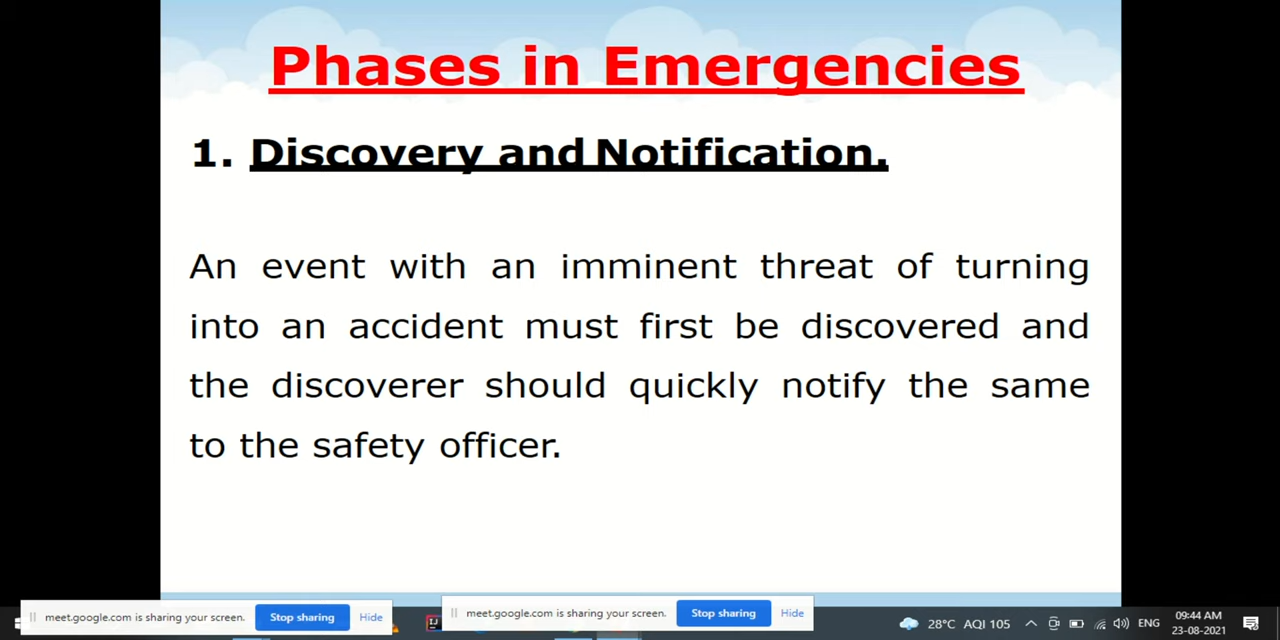 Phases in Emergencies
1. Discovery and Notification.
An event with an imminent threat of turning
into an accident must first be discovered and
the discoverer should quickly notify the same
to the safety officer.
meet.google.com is sharing your screen. Stop sharing Hide
meet.google.com is sharing your screen. Stop sharing Hide
IJ
28°C AQI 105
ENG
09:44 AM
23-08-2021